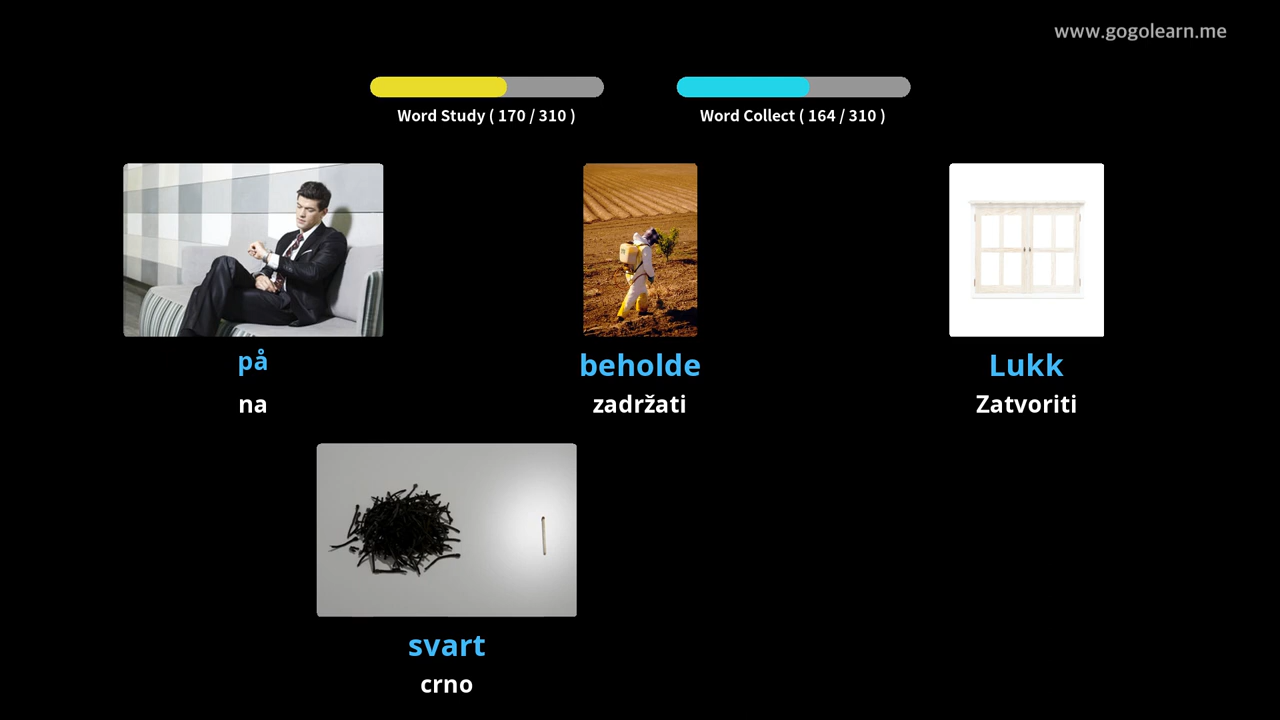 www.gogolearn.me
Word Study ( 170 / 310 )
Word Collect ( 164 / 310 )
på
na
beholde
zadržati
Lukk
Zatvoriti
svart
crno